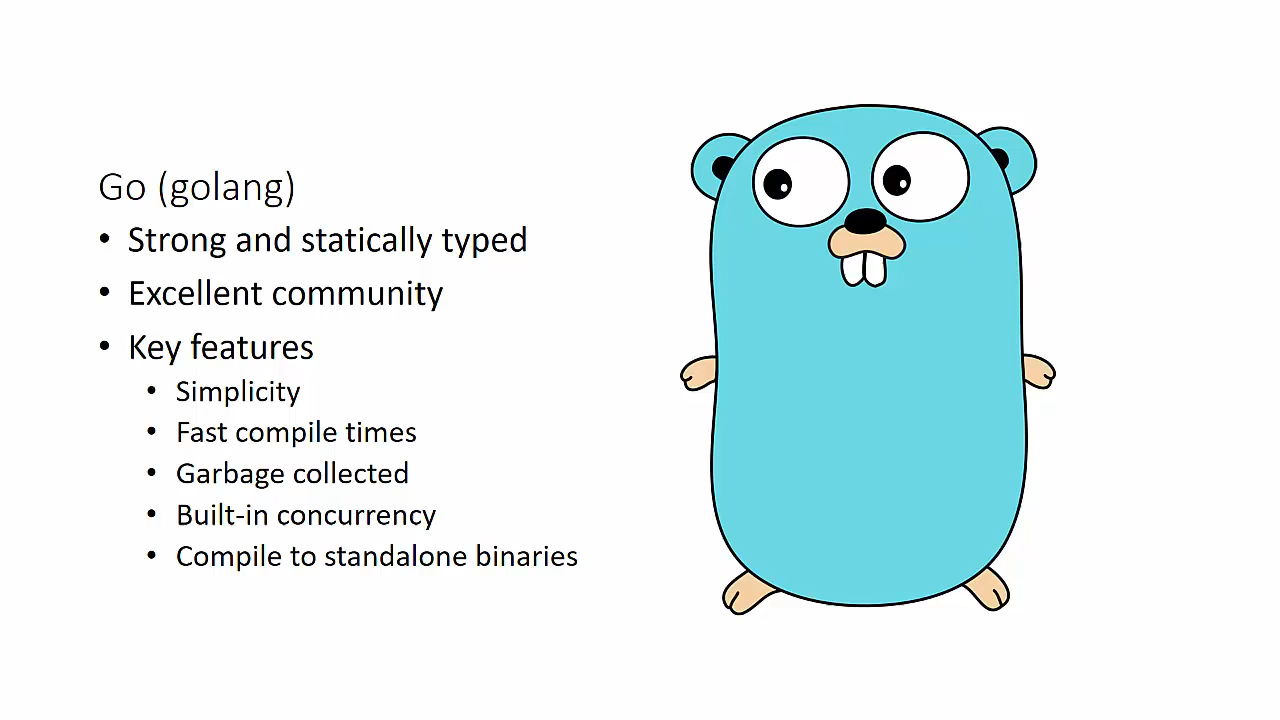 Go (golang)
• Strong and statically typed
• Excellent community
• Key features
• Simplicity
• Fast compile times
• Garbage collected
• Built-in concurrency
• Compile to standalone binaries